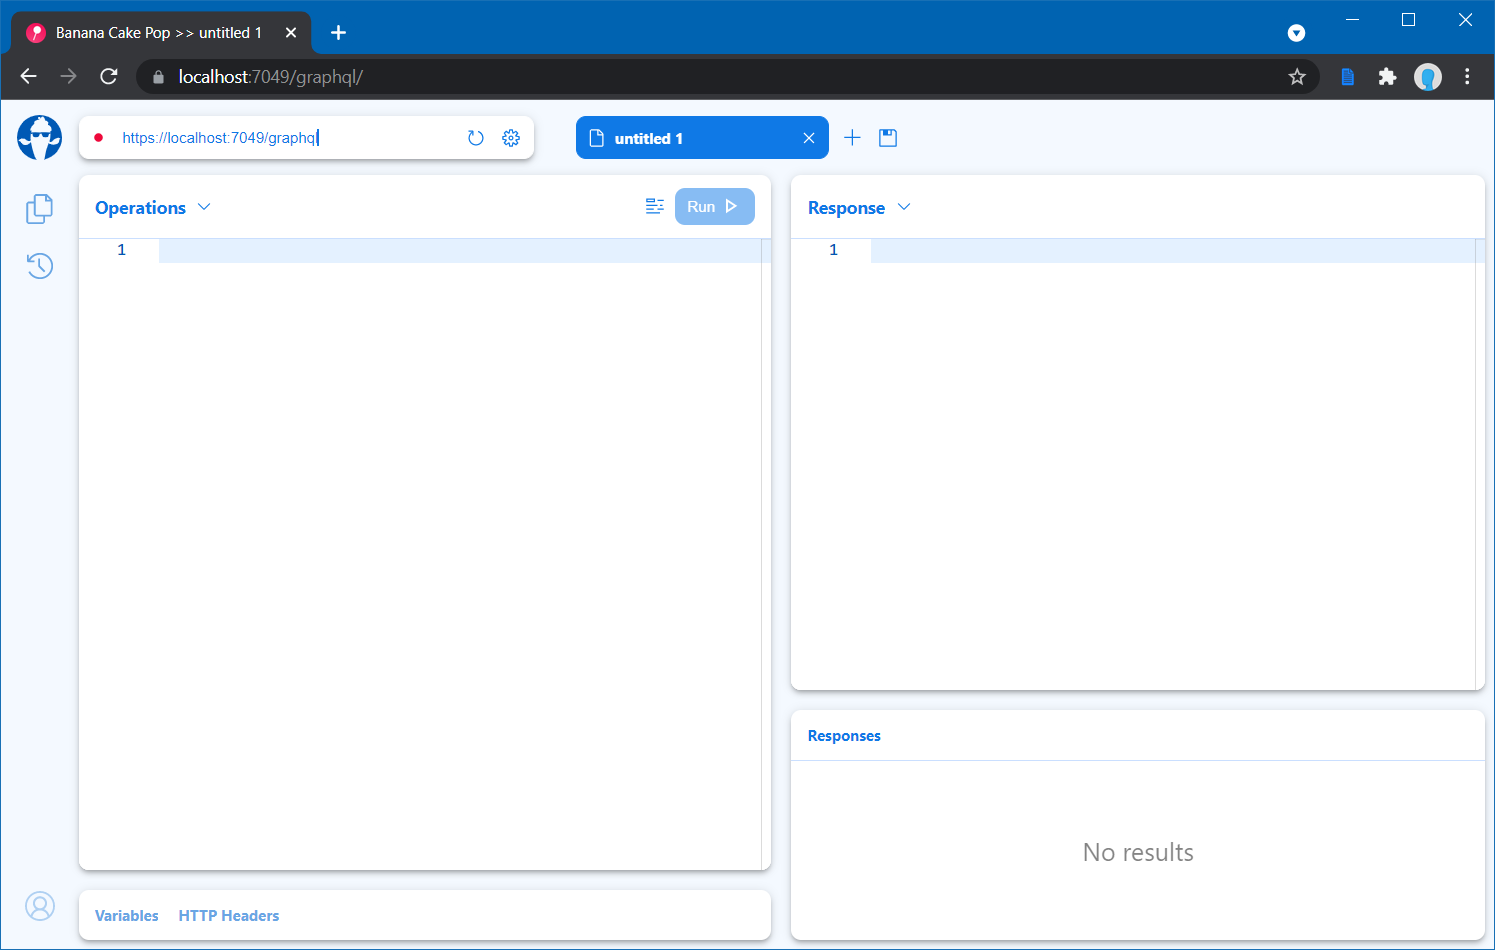 Banana Cake Pop >> untitled 1
localhost:7049/graphql/
https://localhost:7049/graphql
untitled 1
Operations
Run
1
Response
1
Responses
No results
Variables HTTP Headers